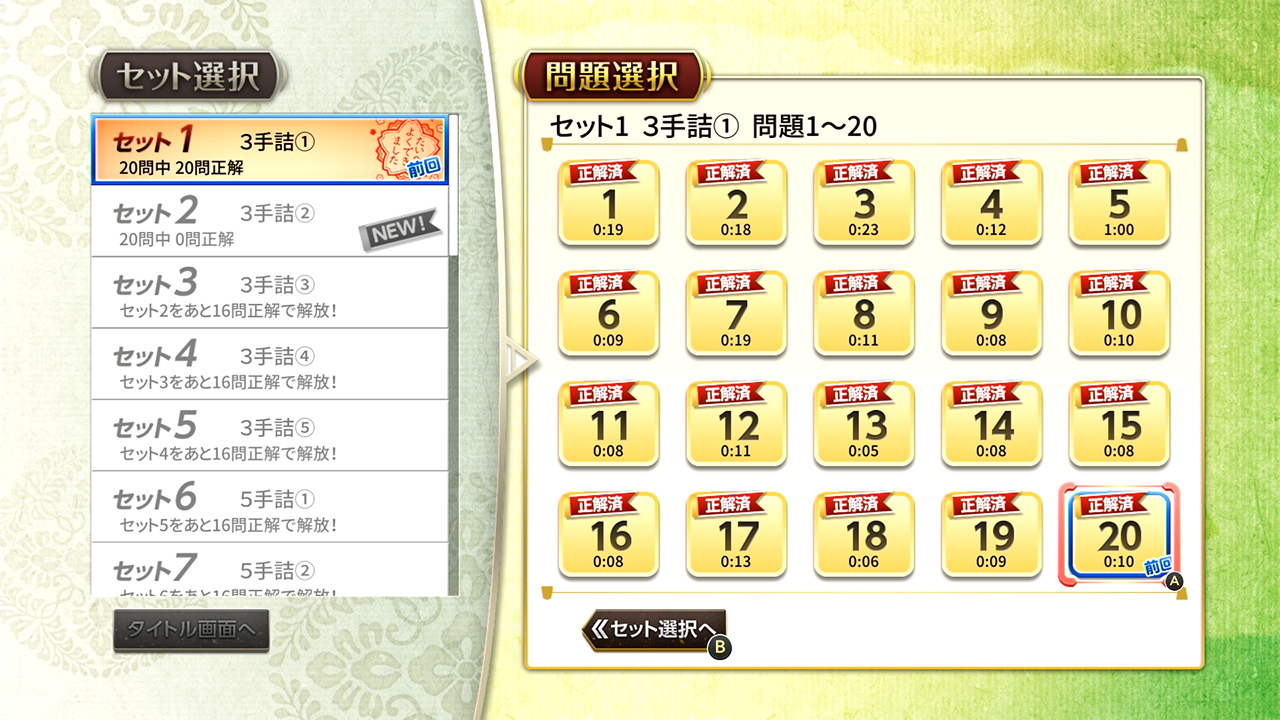 セット選択
セット1 3手詰①
20問中 20問正解
たいへん
よくでき
ました
前回
セット2 3手詰②
20問中 0問正解
NEW!
セット3 3手詰③
セット2をあと16問正解で解放!
セット4 3手詰④
セット3をあと16問正解で解放!
セット5 3手詰⑤
セット4をあと16問正解で解放!
セット6 5手詰①
セット5をあと16問正解で解放!
セット7 5手詰②
セット6をあと16問正解で解放!
タイトル画面へ
問題選択
セット1 3手詰① 問題1~20
正解済 正解済 正解済 正解済 正解済
1 2 3 4 5
0:19 0:18 0:23 0:12 1:00
正解済 正解済 正解済 正解済 正解済
6 7 8 9 10
0:09 0:19 0:11 0:08 0:10
正解済 正解済 正解済 正解済 正解済
11 12 13 14 15
0:08 0:11 0:05 0:08 0:08
正解済 正解済 正解済 正解済 正解済
16 17 18 19 20
0:08 0:13 0:06 0:09 0:10
前回
A
≪セット選択へ
B